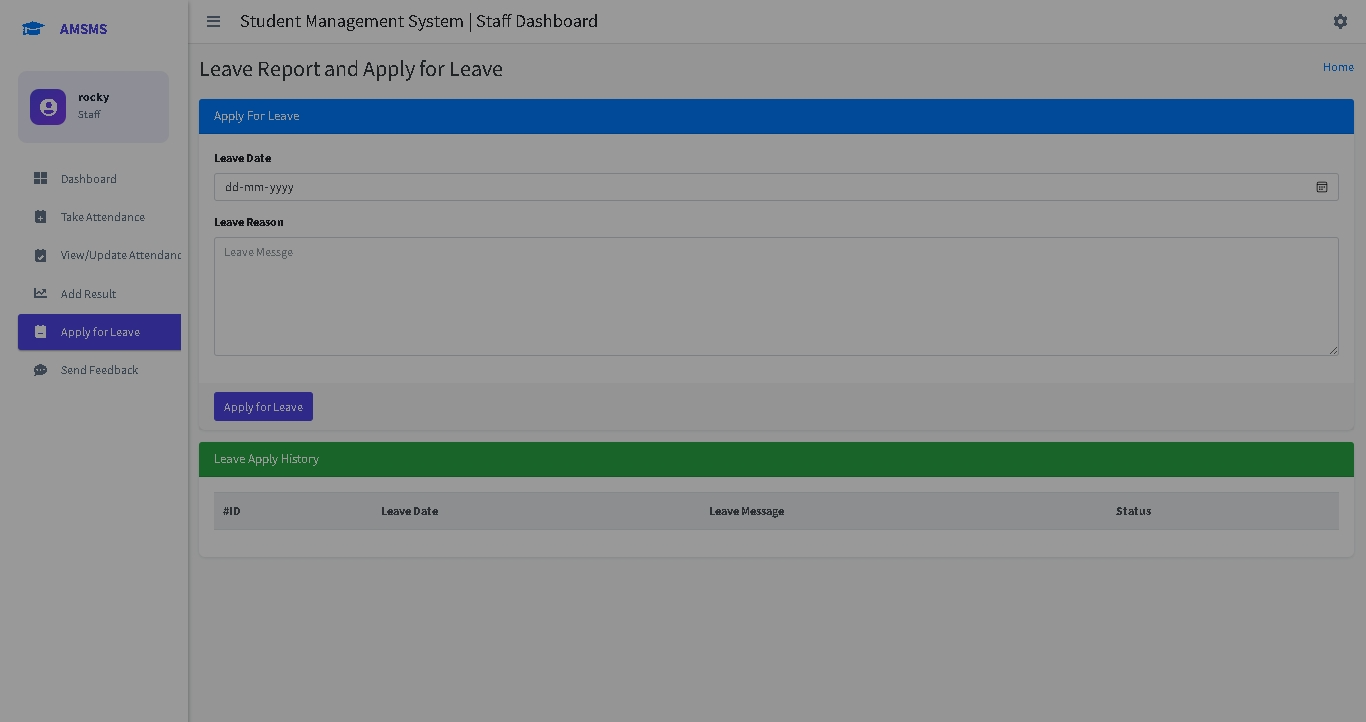 AMSMS
Student Management System | Staff Dashboard
rocky
Staff
Dashboard
Take Attendance
View/Update Attendanc
Add Result
Apply for Leave
Send Feedback
Leave Report and Apply for Leave
Home
Apply For Leave
Leave Date
dd-mm-yyyy
Leave Reason
Leave Messge
Apply for Leave
Leave Apply History
#ID Leave Date Leave Message Status